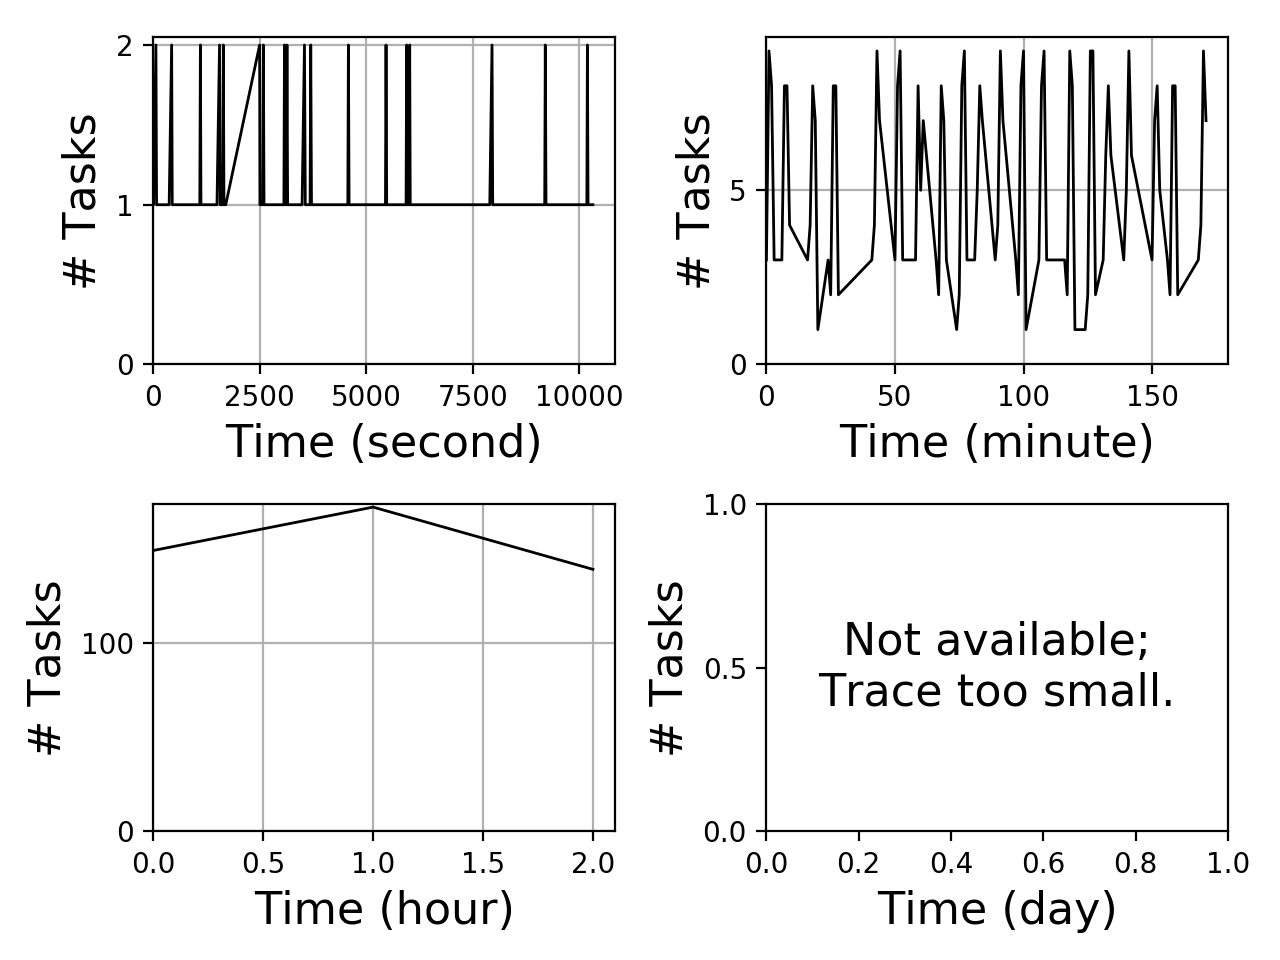 # Tasks
2
1
0
0 2500 5000 7500 10000
Time (second)
# Tasks
5
0
0 50 100 150
Time (minute)
# Tasks
100
0
0.0 0.5 1.0 1.5 2.0
Time (hour)
# Tasks
1.0
0.5
0.0
Not available;
Trace too small.
0.0 0.2 0.4 0.6 0.8 1.0
Time (day)